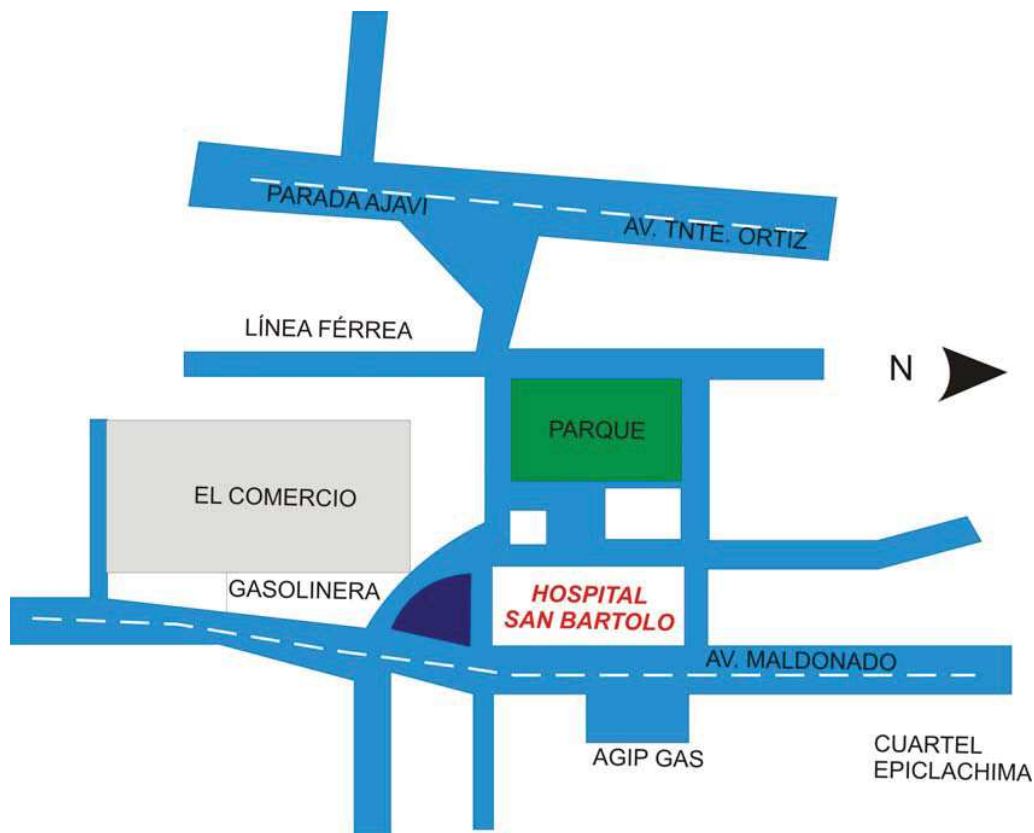 PARADA AJAVI
AV. TNTE. ORTIZ
LÍNEA FÉRREA
N
PARQUE
EL COMERCIO
GASOLINERA
HOSPITAL
SAN BARTOLO
AV. MALDONADO
AGIP GAS
CUARTEL
EPICLACHIMA